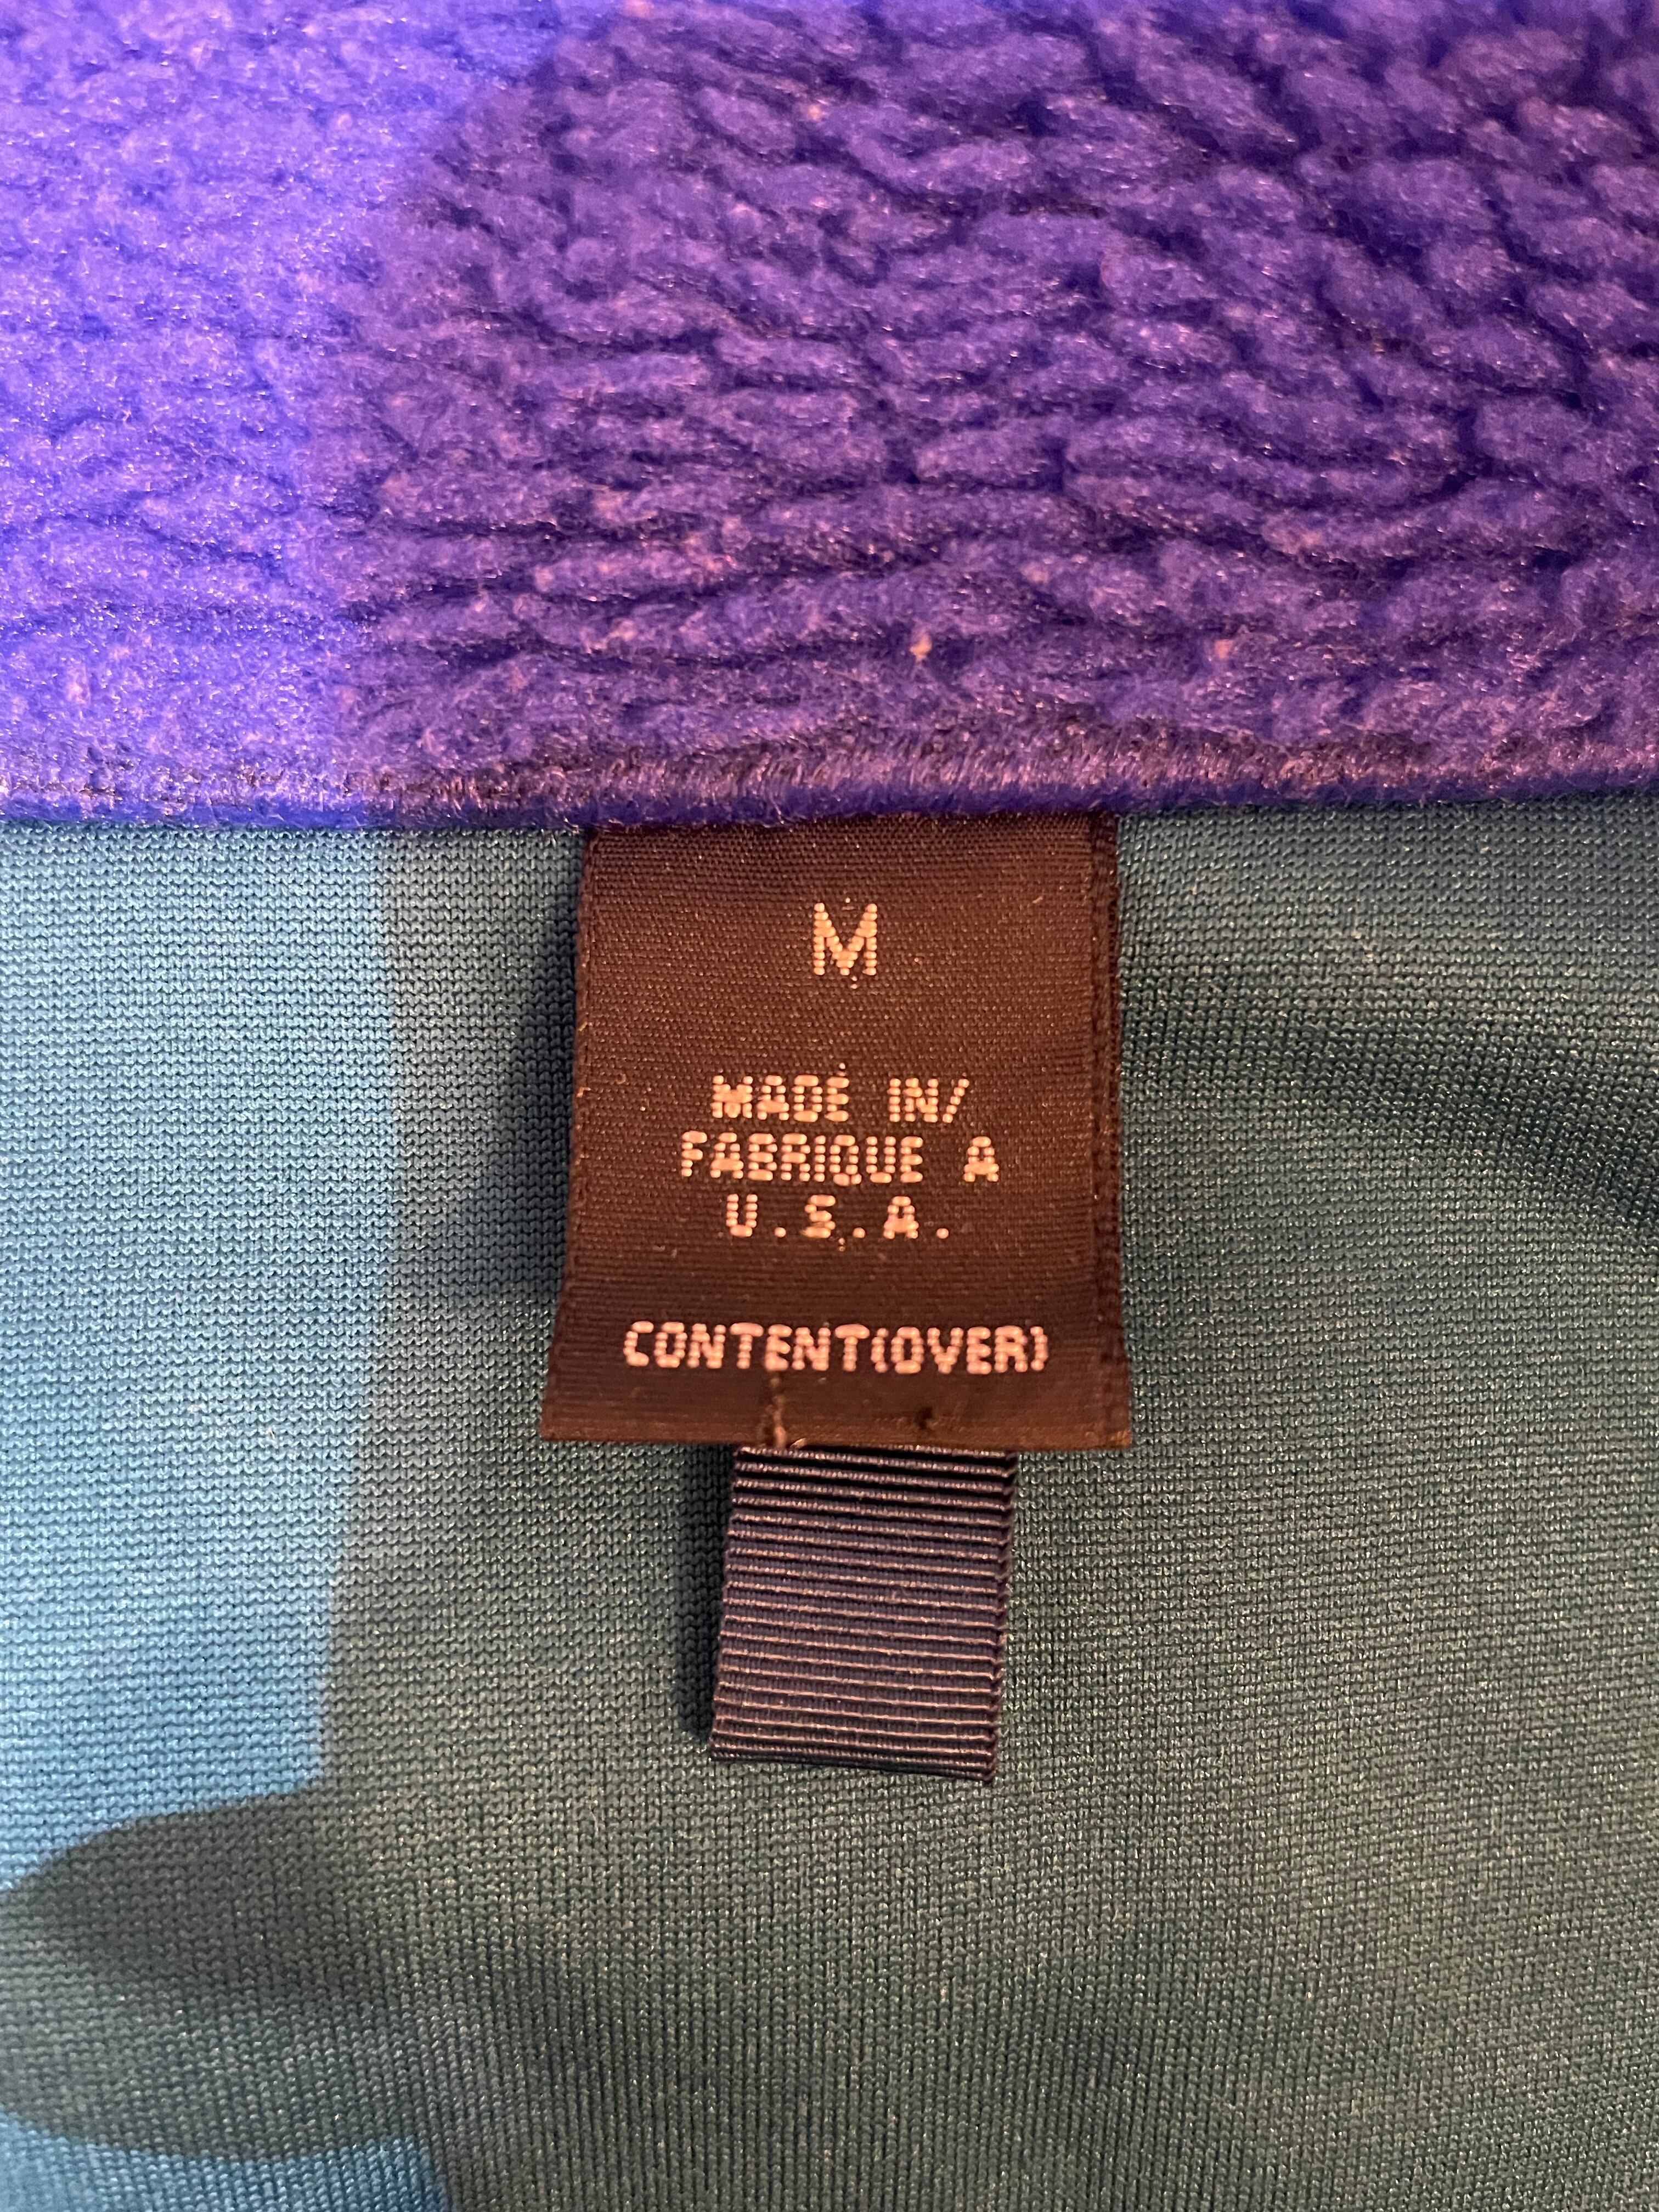 M
MADE IN/
FABRIQUE A
U.S.A.
CONTENT(OVER)